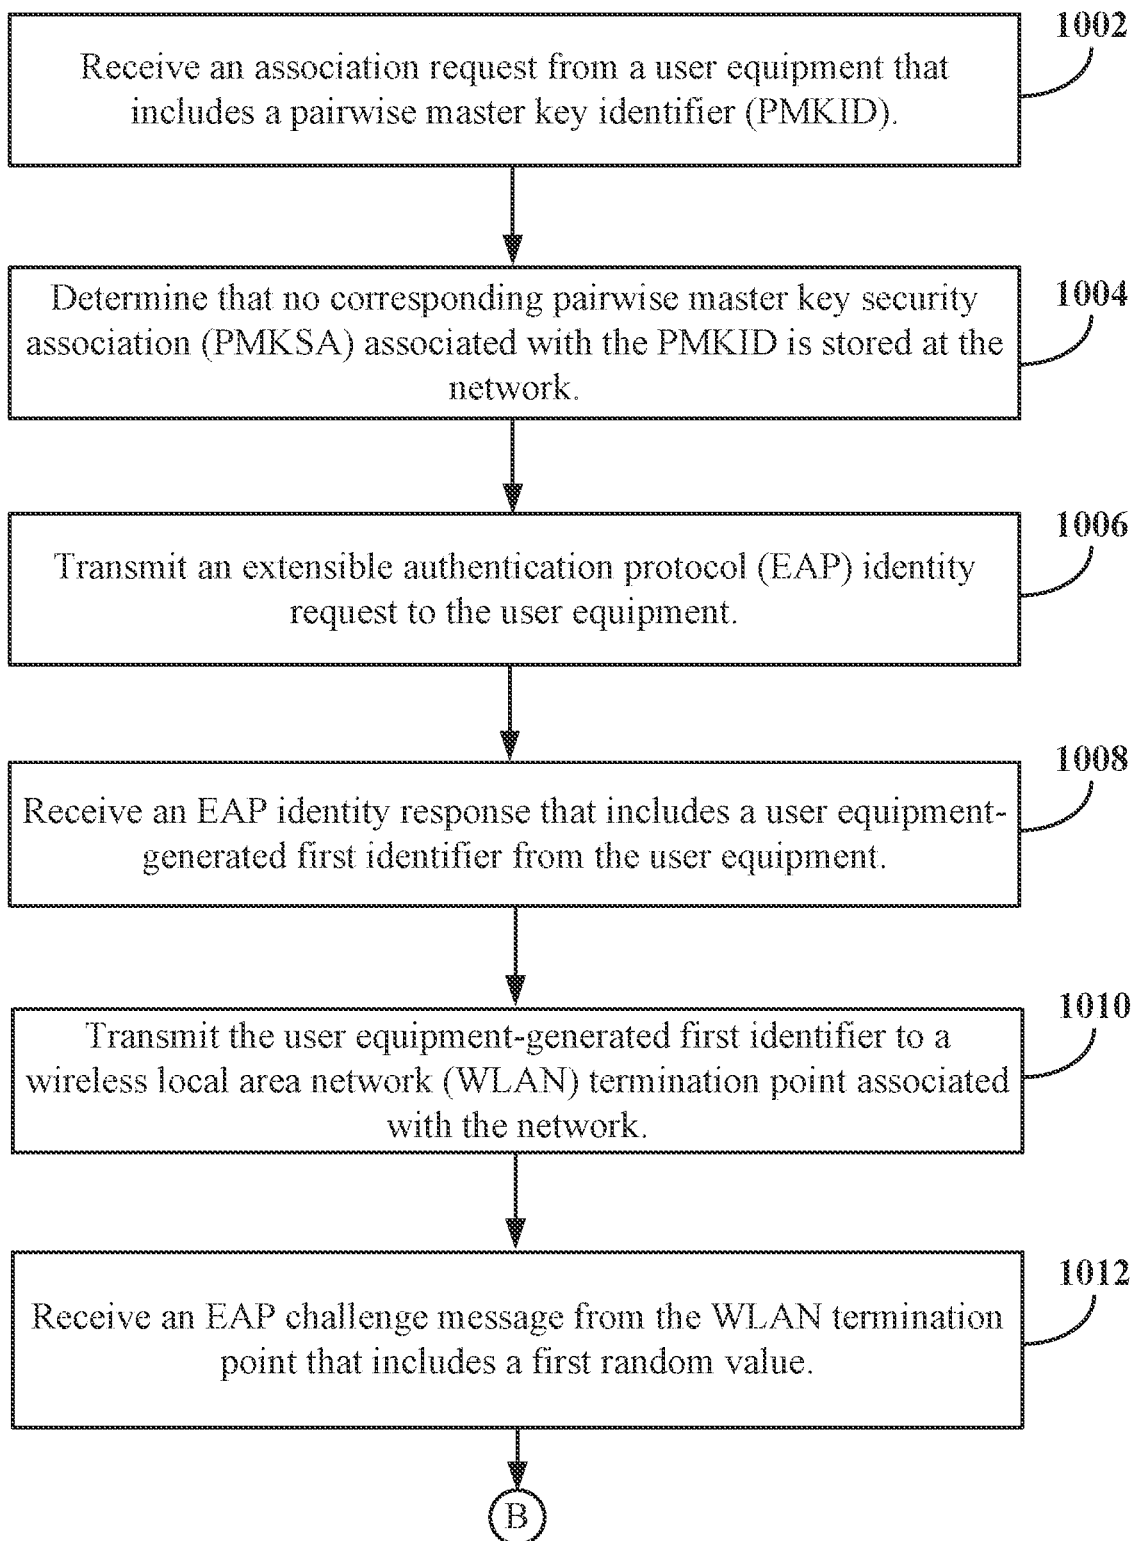 1002
Receive an association request from a user equipment that
includes a pairwise master key identifier (PMKID).
1004
Determine that no corresponding pairwise master key security
association (PMKSA) associated with the PMKID is stored at the
network.
1006
Transmit an extensible authentication protocol (EAP) identity
request to the user equipment.
1008
Receive an EAP identity response that includes a user equipment-
generated first identifier from the user equipment.
1010
Transmit the user equipment-generated first identifier to a
wireless local area network (WLAN) termination point associated
with the network.
1012
Receive an EAP challenge message from the WLAN termination
point that includes a first random value.
B